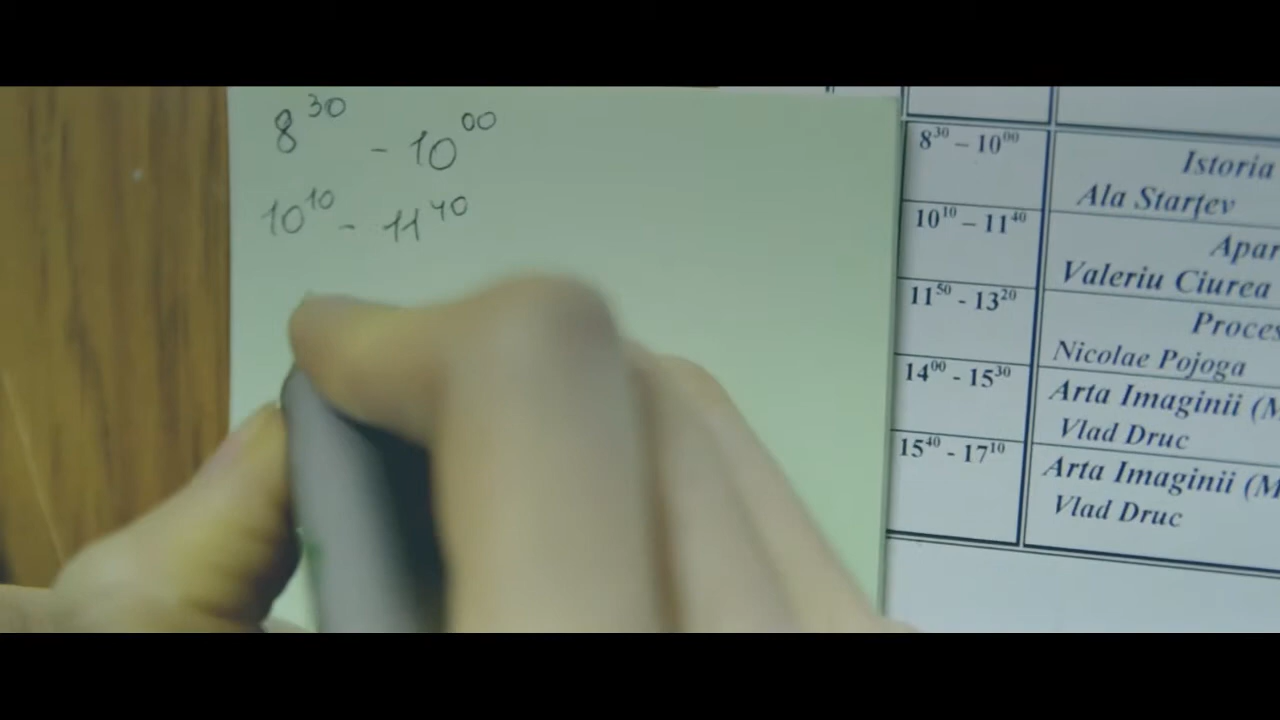 8³⁰ - 10⁰⁰
10¹⁰ - 11⁴⁰
8³⁰ – 10⁰⁰
Istoria
Ala Starțev
10¹⁰ – 11⁴⁰
Valeriu Ciurea
11⁵⁰ - 13²⁰
Nicolae Pojoga
14⁰⁰ - 15³⁰
Arta Imaginii (M
Vlad Druc
15⁴⁰ - 17¹⁰
Arta Imaginii (M
Vlad Druc